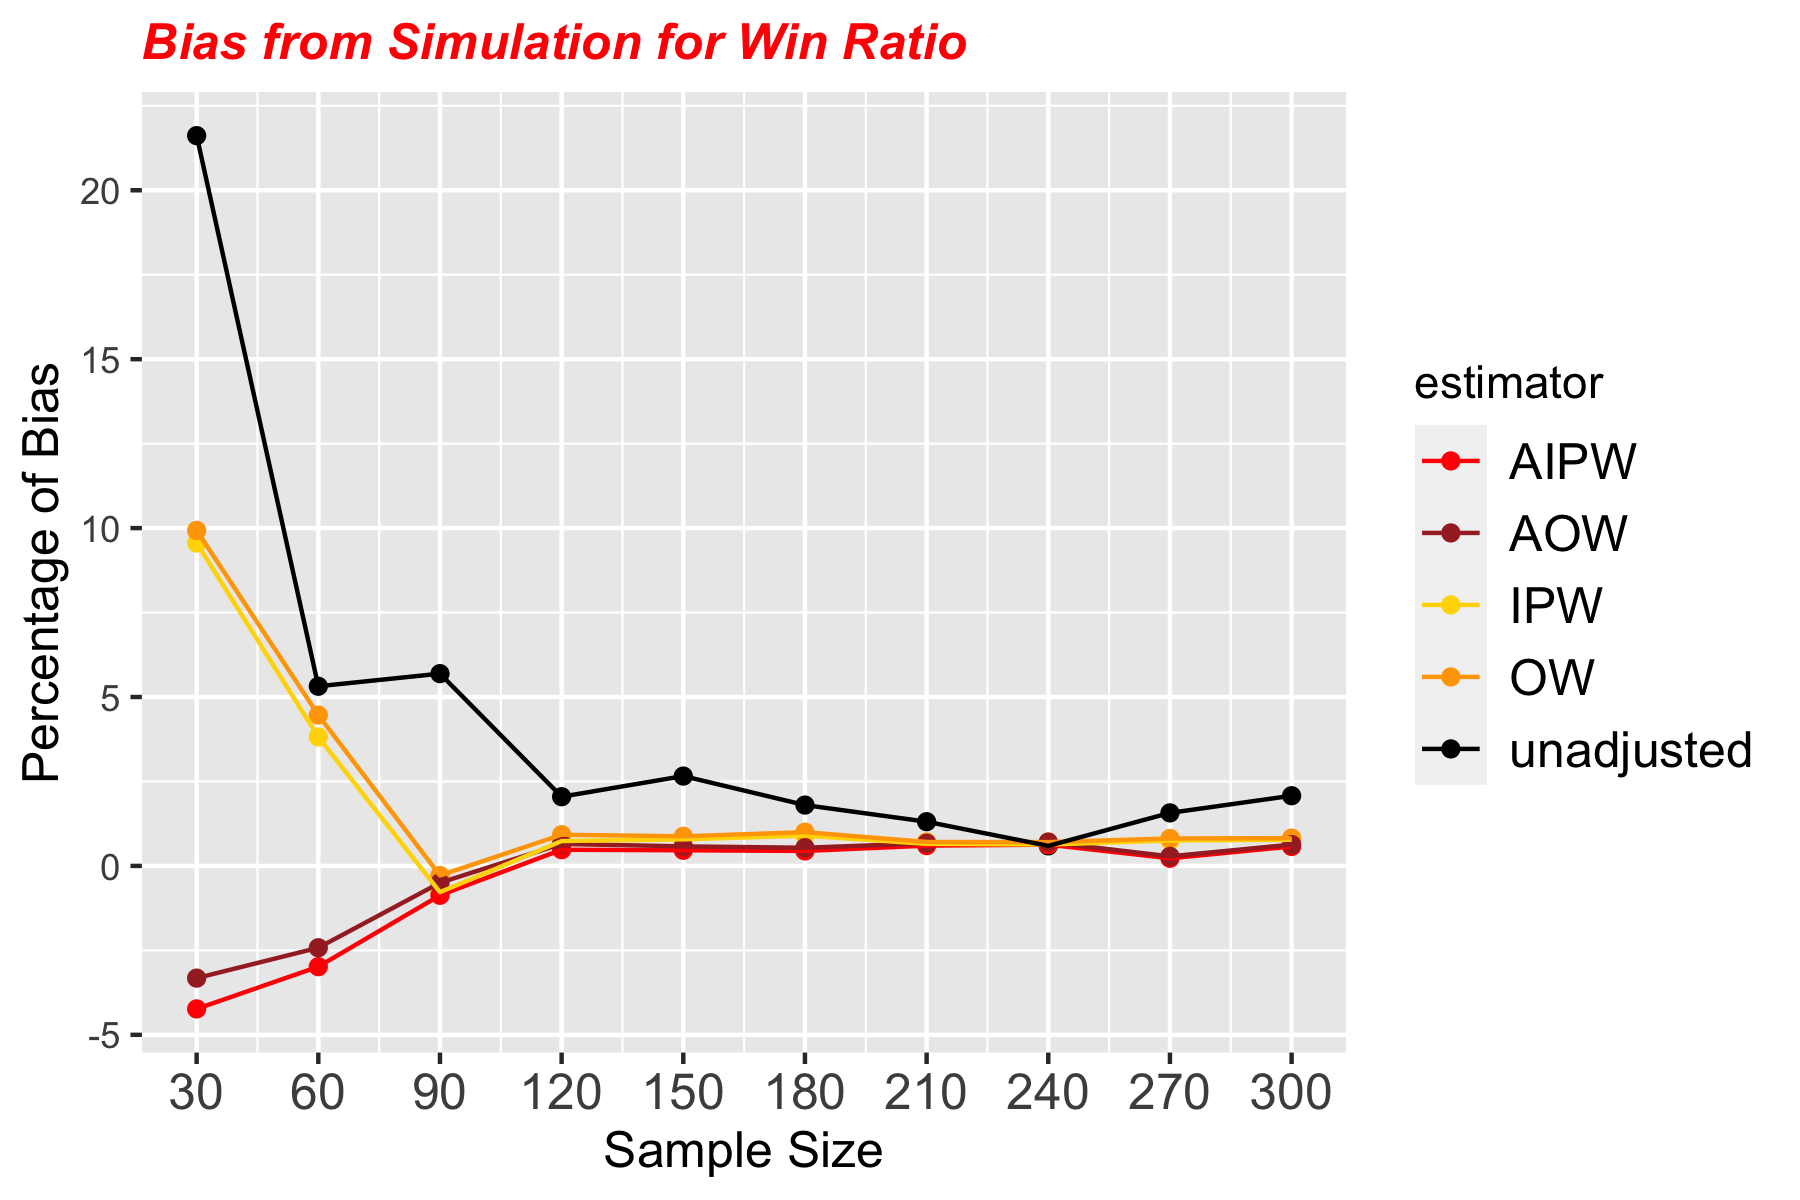 Bias from Simulation for Win Ratio
Percentage of Bias
20
15
10
5
0
-5
30 60 90 120 150 180 210 240 270 300
Sample Size
estimator
AIPW
AOW
IPW
OW
unadjusted